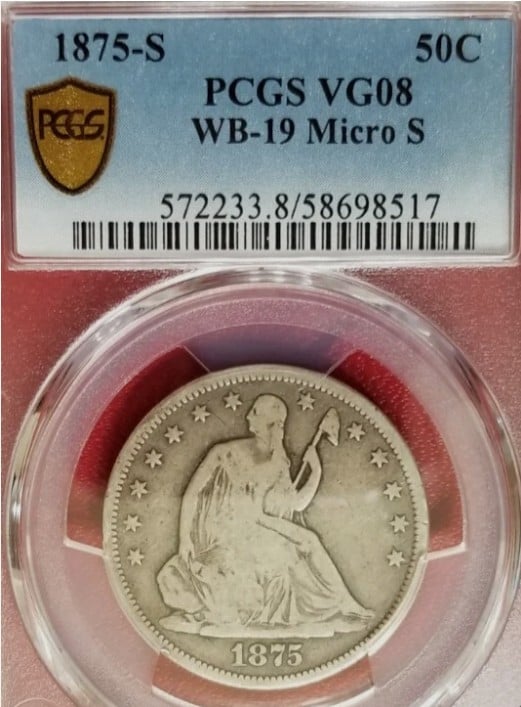 1875-S 50C
PCGS VG08
WB-19 Micro S
PCGS
572233.8/58698517
1875